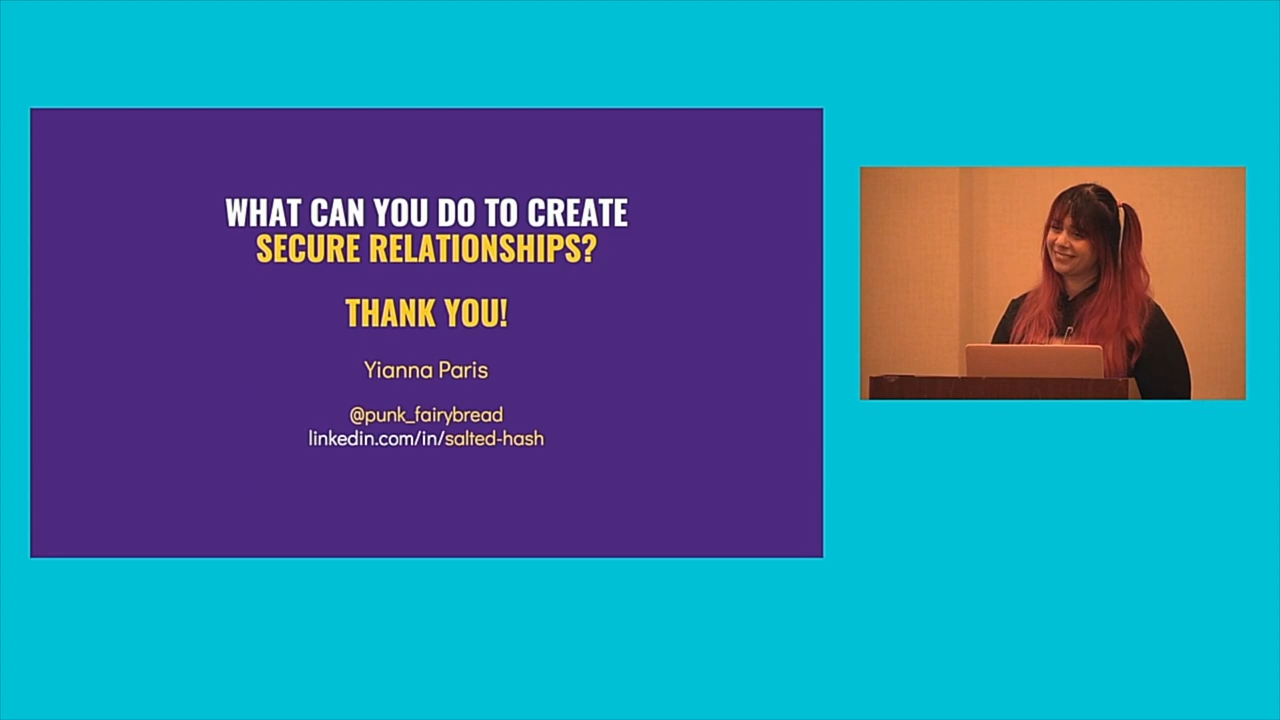 WHAT CAN YOU DO TO CREATE
SECURE RELATIONSHIPS?
THANK YOU!
Yianna Paris
@punk_fairybread
linkedin.com/in/salted-hash